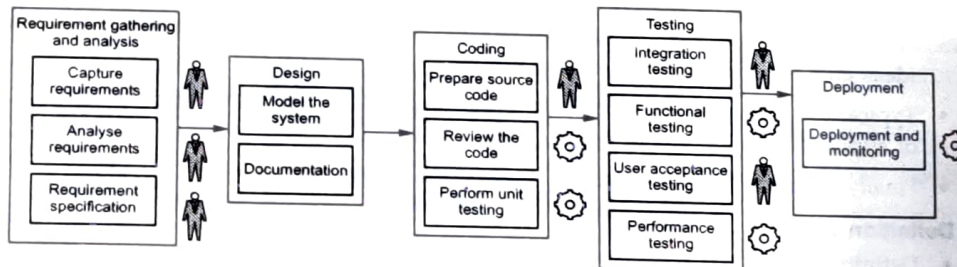 Requirement gathering
and analysis
Capture
requirements
Analyse
requirements
Requirement
specification
Design
Model the
system
Documentation
Coding
Prepare source
code
Review the
code
Perform unit
testing
Testing
Integration
testing
Functional
testing
User acceptance
testing
Performance
testing
Deployment
Deployment and
monitoring